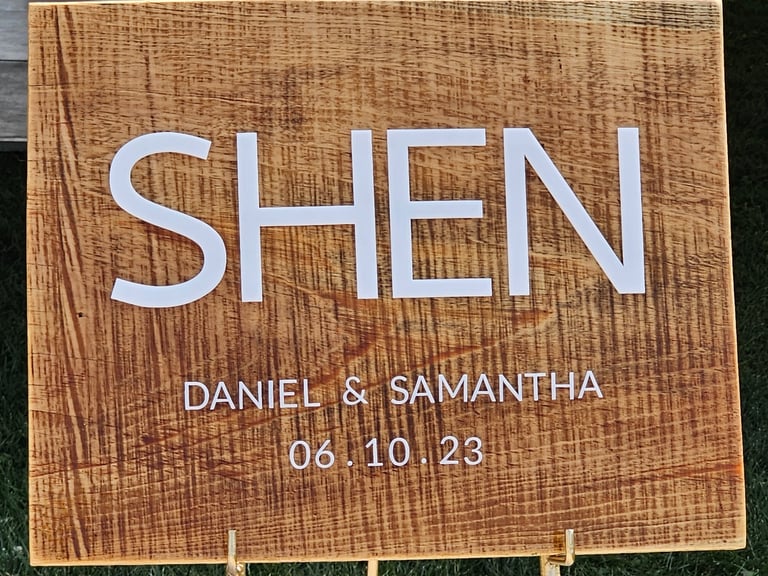 SHEN
DANIEL & SAMANTHA
06.10.23